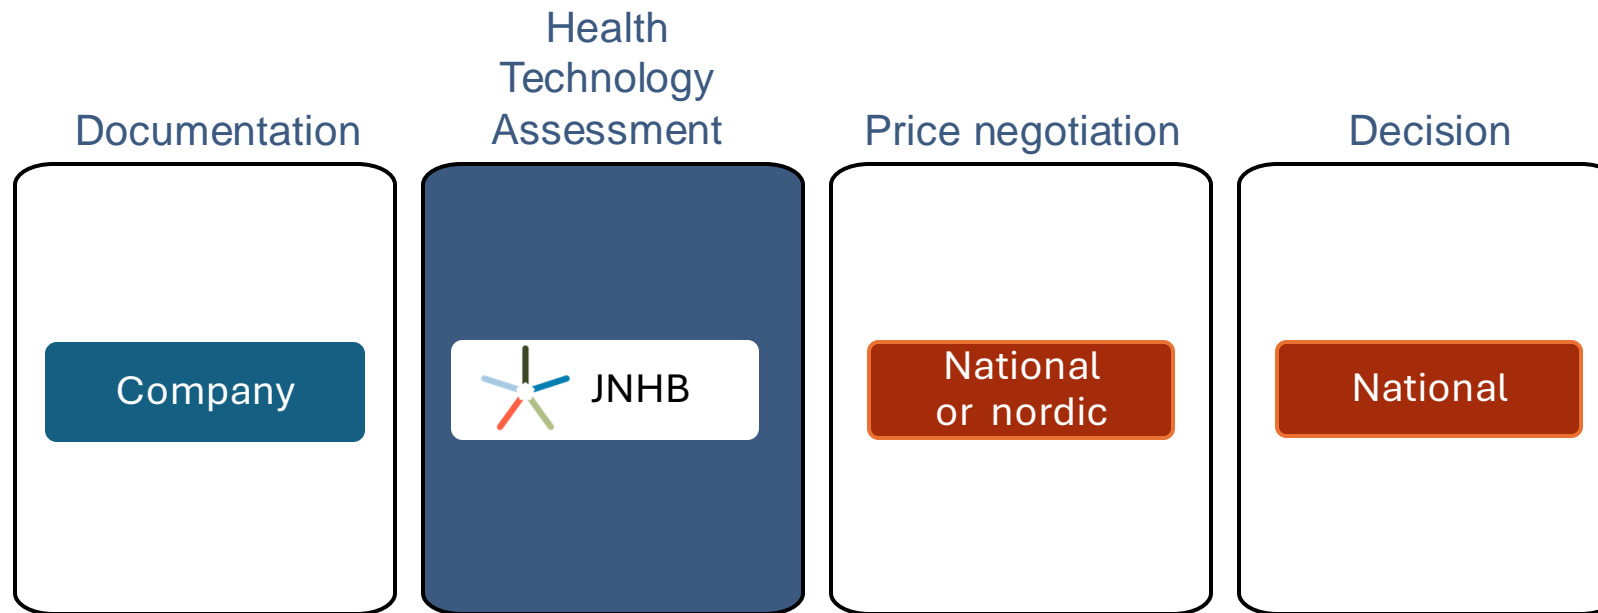 Documentation
Health
Technology
Assessment
Price negotiation
Decision
Company
JNHB
National
or nordic
National